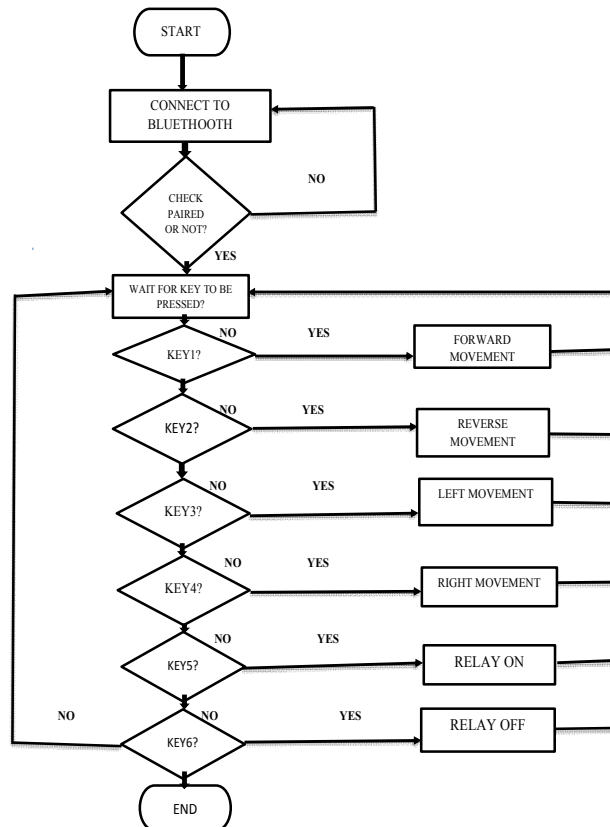 START
CONNECT TO
BLUETHOOTH
NO
CHECK
PAIRED
OR NOT?
YES
WAIT FOR KEY TO BE
PRESSED?
NO
YES
KEY1?
FORWARD
MOVEMENT
NO
YES
KEY2?
REVERSE
MOVEMENT
NO
YES
KEY3?
LEFT MOVEMENT
NO
YES
KEY4?
RIGHT MOVEMENT
NO
YES
KEY5?
RELAY ON
NO
NO
YES
KEY6?
RELAY OFF
END